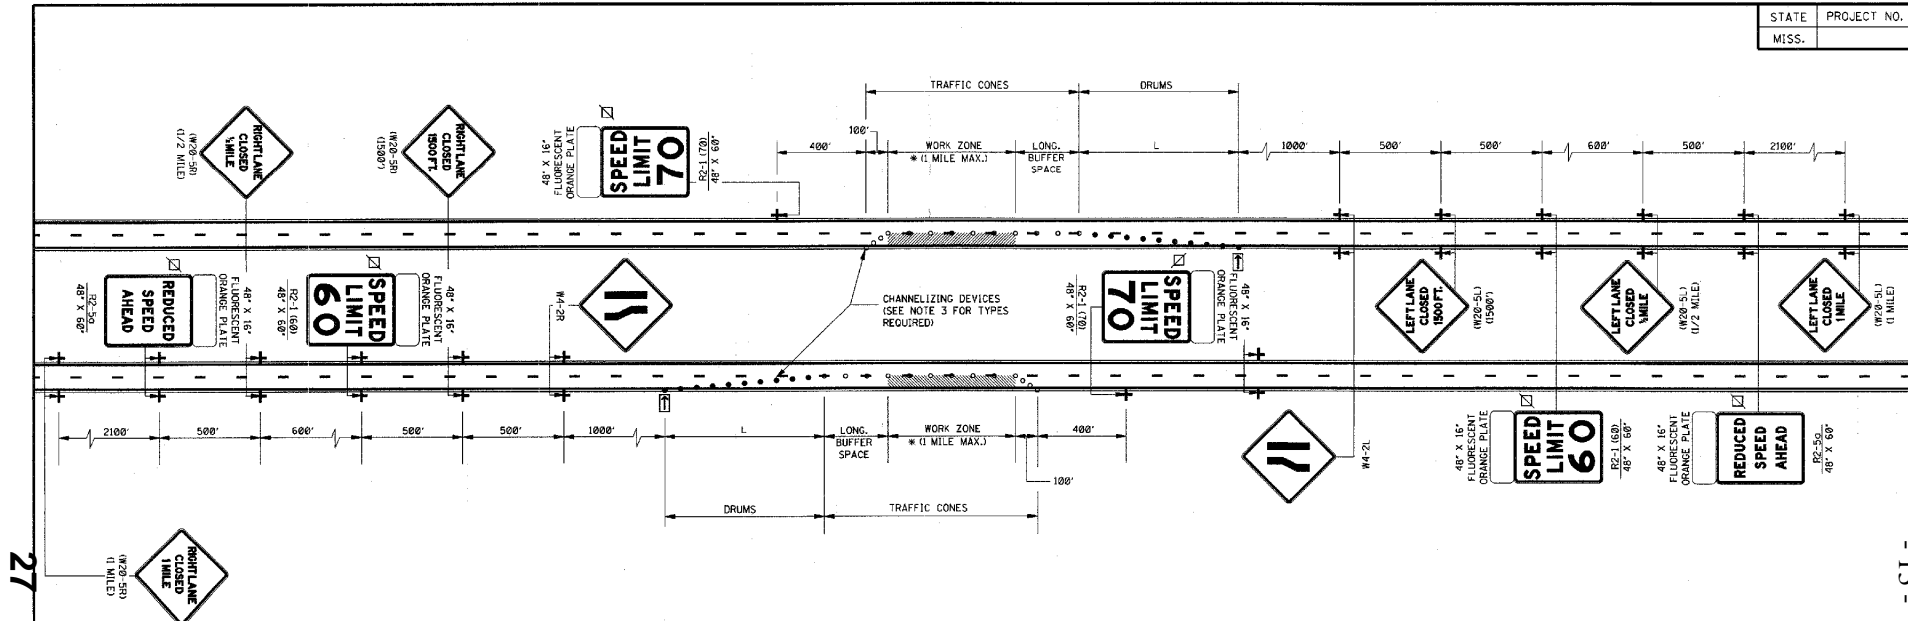 STATE PROJECT NO.
MISS.
TRAFFIC CONES
DRUMS
100'
400'
WORK ZONE
* (1 MILE MAX.)
LONG.
BUFFER
SPACE
L
1000'
500'
500'
600'
500'
2100'
RIGHT LANE
CLOSED
½ MILE
(W20-5R)
(1/2 MILE)
RIGHT LANE
CLOSED
1500 FT.
(W20-5R)
(1500')
SPEED
LIMIT
70
R2-1 (70)
48" X 60"
48" X 16"
FLUORESCENT
ORANGE PLATE
REDUCED
SPEED
AHEAD
R2-5a
48" X 60"
48" X 16"
FLUORESCENT
ORANGE PLATE
SPEED
LIMIT
60
R2-1 (60)
48" X 60"
48" X 16"
FLUORESCENT
ORANGE PLATE
W4-2R
CHANNELIZING DEVICES
(SEE NOTE 3 FOR TYPES
REQUIRED)
SPEED
LIMIT
70
R2-1 (70)
48" X 60"
48" X 16"
FLUORESCENT
ORANGE PLATE
LEFT LANE
CLOSED
1500 FT.
(W20-5L)
(1500')
LEFT LANE
CLOSED
½ MILE
(W20-5L)
(1/2 MILE)
LEFT LANE
CLOSED
1 MILE
(W20-5L)
(1 MILE)
2100'
500'
600'
500'
500'
1000'
L
LONG.
BUFFER
SPACE
WORK ZONE
* (1 MILE MAX.)
400'
100'
DRUMS
TRAFFIC CONES
W4-2L
SPEED
LIMIT
60
R2-1 (60)
48" X 60"
48" X 16"
FLUORESCENT
ORANGE PLATE
REDUCED
SPEED
AHEAD
R2-5a
48" X 60"
48" X 16"
FLUORESCENT
ORANGE PLATE
RIGHT LANE
CLOSED
1 MILE
(W20-5R)
(1 MILE)
27